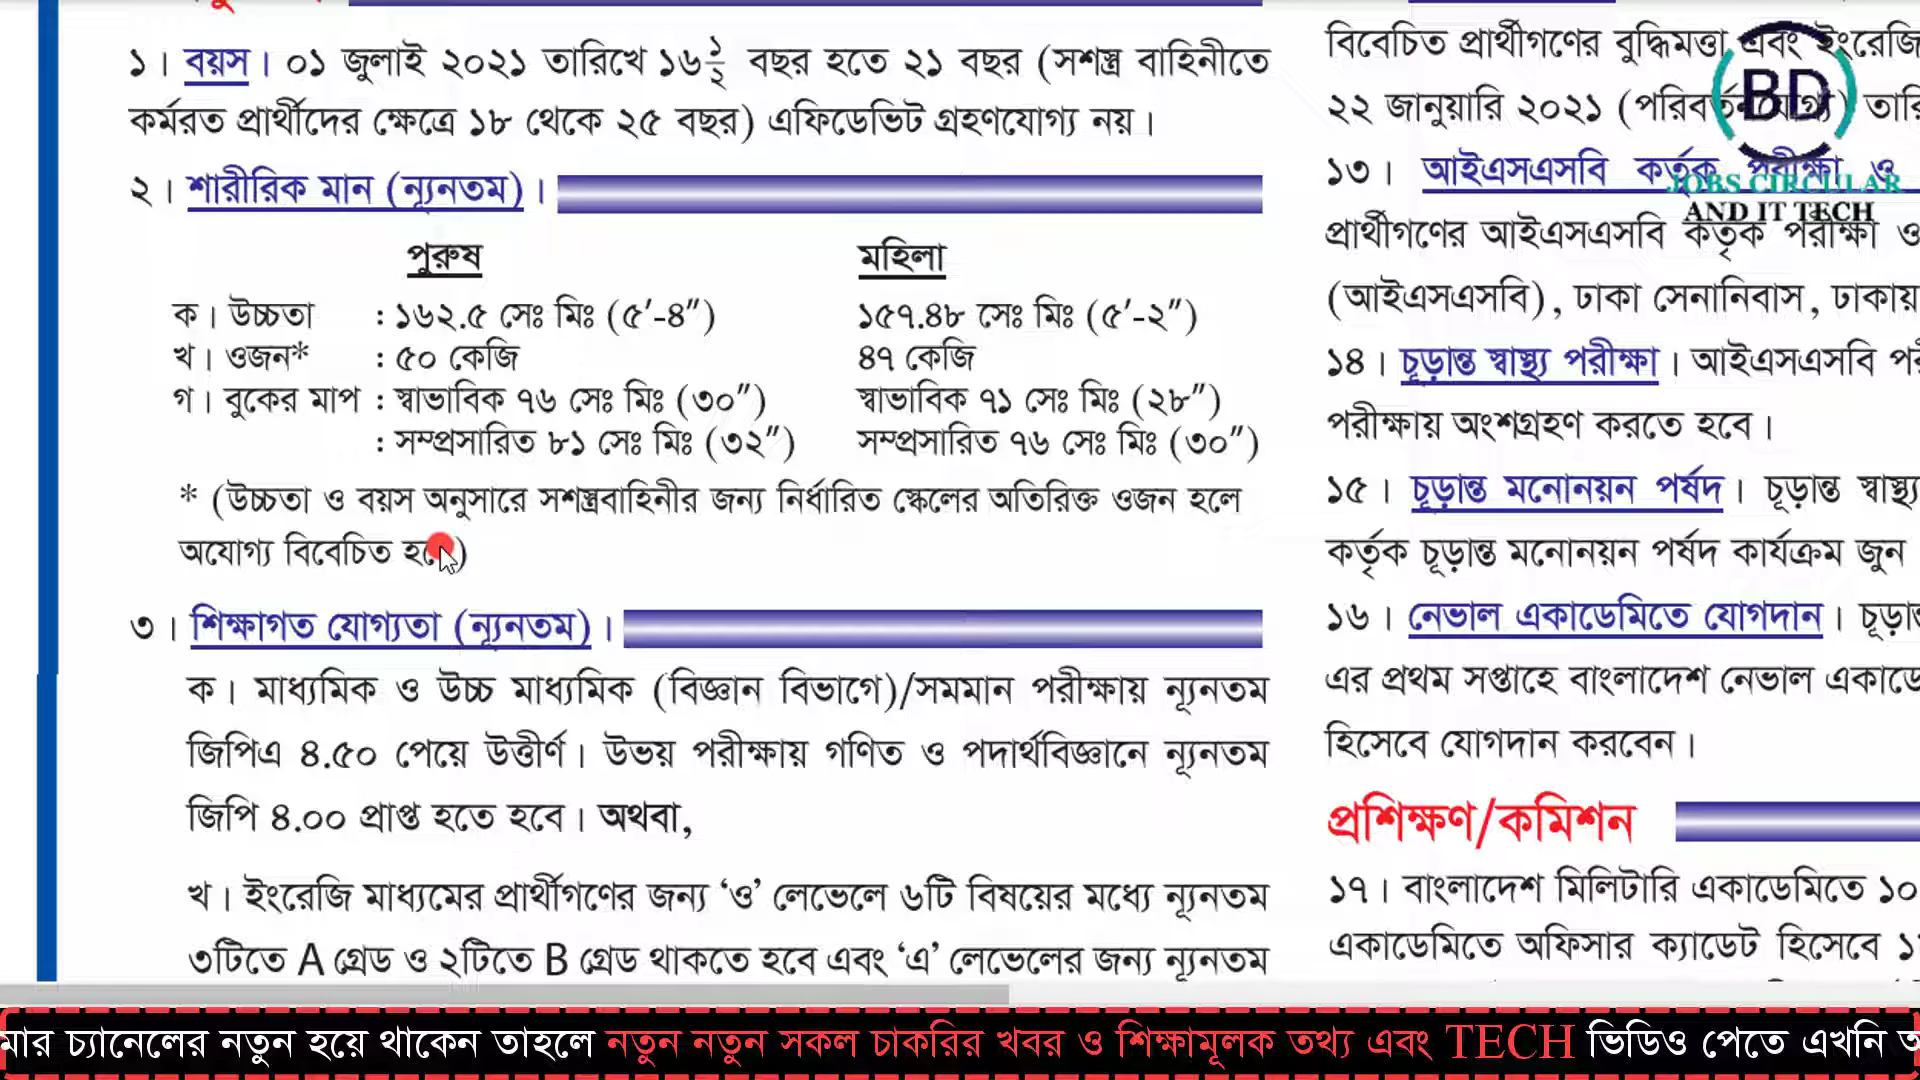 ১। বয়স। ০১ জুলাই ২০২১ তারিখে ১৬ ১/২ বছর হতে ২১ বছর (সশস্ত্র বাহিনীতে
কর্মরত প্রার্থীদের ক্ষেত্রে ১৮ থেকে ২৫ বছর) এফিডেভিট গ্রহণযোগ্য নয়।
২। শারীরিক মান (ন্যূনতম)।
পুরুষ মহিলা
ক। উচ্চতা : ১৬২.৫ সেঃ মিঃ (৫′-৪″) ১৫৭.৪৮ সেঃ মিঃ (৫′-২″)
খ। ওজন* : ৫০ কেজি ৪৭ কেজি
গ। বুকের মাপ : স্বাভাবিক ৭৬ সেঃ মিঃ (৩০″) স্বাভাবিক ৭১ সেঃ মিঃ (২৮″)
: সম্প্রসারিত ৮১ সেঃ মিঃ (৩২″) সম্প্রসারিত ৭৬ সেঃ মিঃ (৩০″)
* (উচ্চতা ও বয়স অনুসারে সশস্ত্রবাহিনীর জন্য নির্ধারিত স্কেলের অতিরিক্ত ওজন হলে
অযোগ্য বিবেচিত
৩। শিক্ষাগত যোগ্যতা (ন্যূনতম)।
ক। মাধ্যমিক ও উচ্চ মাধ্যমিক (বিজ্ঞান বিভাগে)/সমমান পরীক্ষায় ন্যূনতম
জিপিএ ৪.৫০ পেয়ে উত্তীর্ণ। উভয় পরীক্ষায় গণিত ও পদার্থবিজ্ঞানে ন্যূনতম
জিপি ৪.০০ প্রাপ্ত হতে হবে। অথবা,
খ। ইংরেজি মাধ্যমের প্রার্থীগণের জন্য ‘ও’ লেভেলে ৬টি বিষয়ের মধ্যে ন্যূনতম
৩টিতে A গ্রেড ও ২টিতে B গ্রেড থাকতে হবে এবং ‘এ’ লেভেলের জন্য ন্যূনতম
বিবেচিত প্রার্থীগণের বুদ্ধিমত্তা এবং ইংরেজি
২২ জানুয়ারি ২০২১ (পরিবর্তনযোগ্য) তারি
১৩। আইএসএসবি কর্তৃক পরীক্ষা ও
প্রার্থীগণের আইএসএসবি কর্তৃক পরীক্ষা ও
(আইএসএসবি), ঢাকা সেনানিবাস, ঢাকায়
১৪। চূড়ান্ত স্বাস্থ্য পরীক্ষা। আইএসএসবি
পরীক্ষায় অংশগ্রহণ করতে হবে।
১৫। চূড়ান্ত মনোনয়ন পর্ষদ। চূড়ান্ত স্বাস্থ্য
কর্তৃক চূড়ান্ত মনোনয়ন পর্ষদ কার্যক্রম জুন
১৬। নেভাল একাডেমিতে যোগদান।
এর প্রথম সপ্তাহে বাংলাদেশ নেভাল
হিসেবে যোগদান করবেন।
প্রশিক্ষণ/কমিশন
১৭। বাংলাদেশ মিলিটারি একাডেমিতে ১০
একাডেমিতে অফিসার ক্যাডেট হিসেবে
BD
JOBS CIRCULAR
AND IT TECH
মার চ্যানেলের নতুন হয়ে থাকেন তাহলে নতুন নতুন সকল চাকরির খবর ও শিক্ষামূলক তথ্য এবং TECH ভিডিও পেতে এখনি